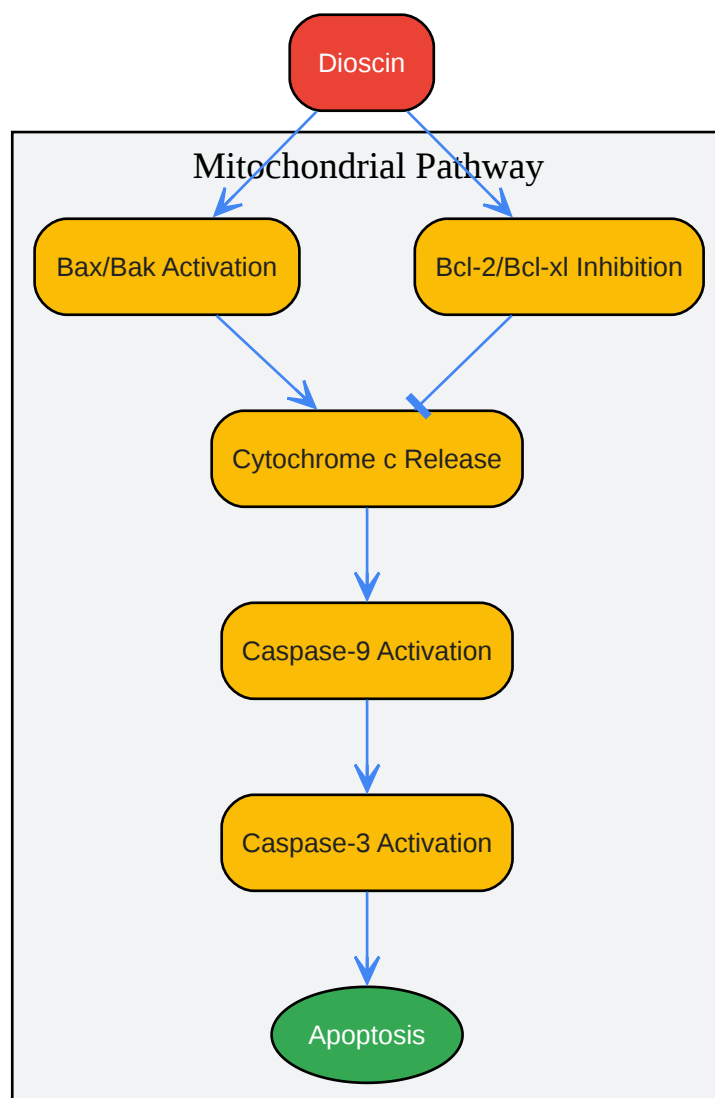 Dioscin
Mitochondrial Pathway
Bax/Bak Activation
Bcl-2/Bcl-xl Inhibition
Cytochrome c Release
Caspase-9 Activation
Caspase-3 Activation
Apoptosis